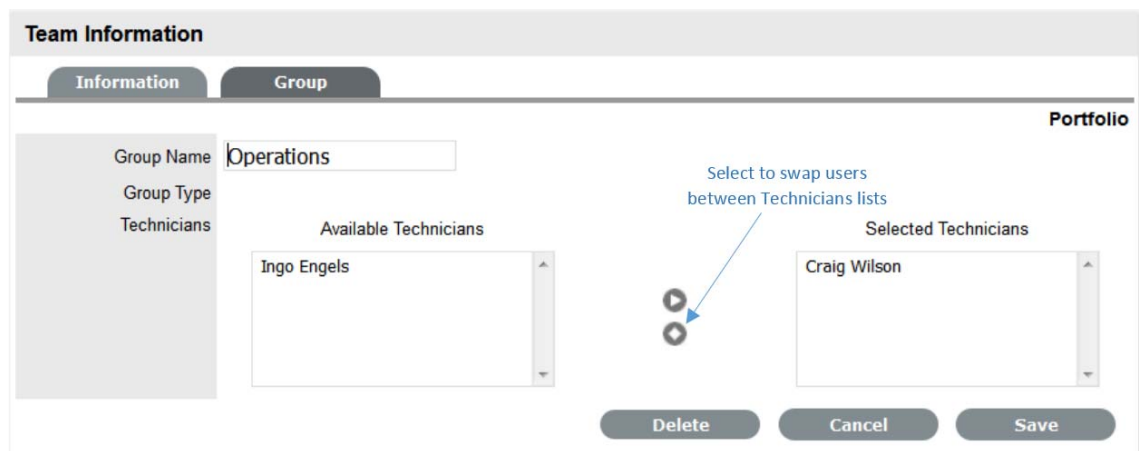 Team Information
Information Group
Portfolio
Group Name Operations
Group Type
Select to swap users
between Technicians lists
Technicians
Available Technicians Selected Technicians
Ingo Engels Craig Wilson
Delete Cancel Save